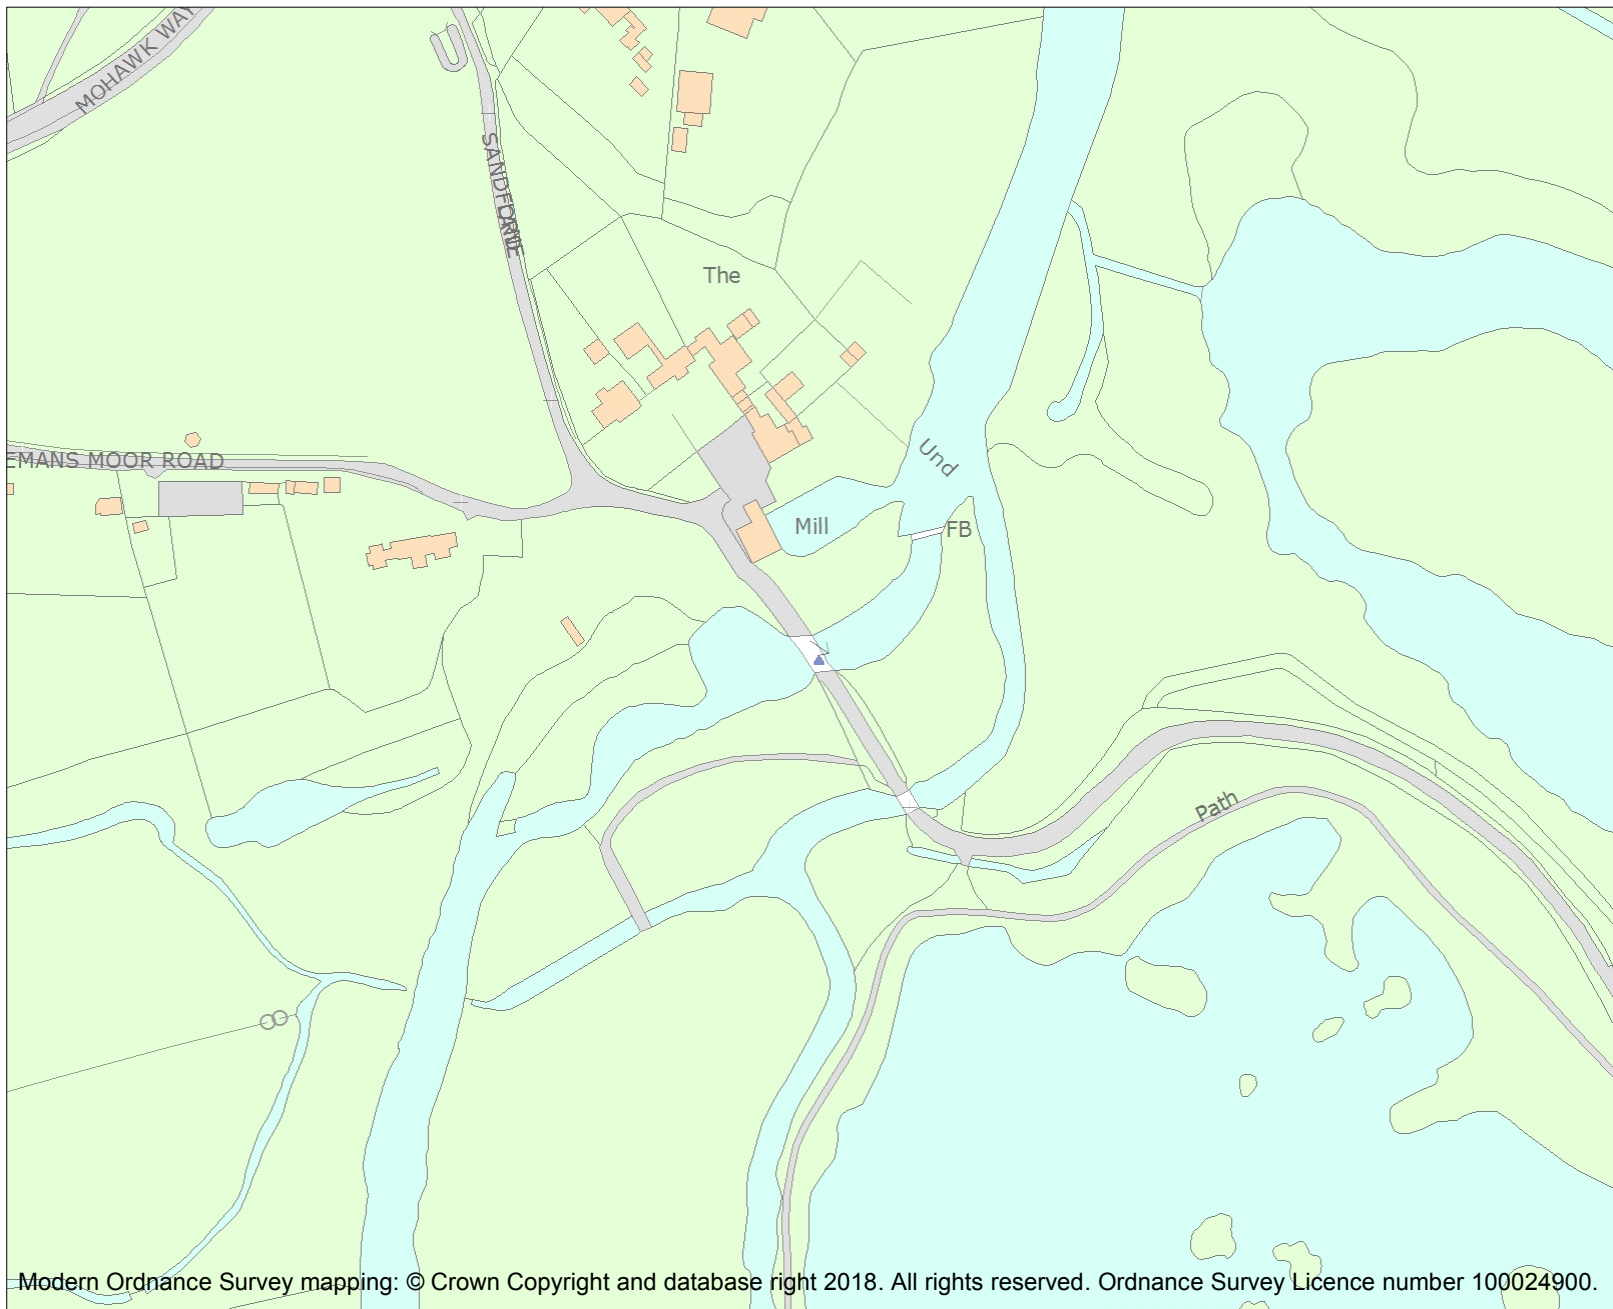 MOHAWK WAY
SANDFORD
LANE
The
EMANS MOOR ROAD
Und
Mill
FB
Path
Modern Ordnance Survey mapping: © Crown Copyright and database right 2018. All rights reserved. Ordnance Survey Licence number 100024900.